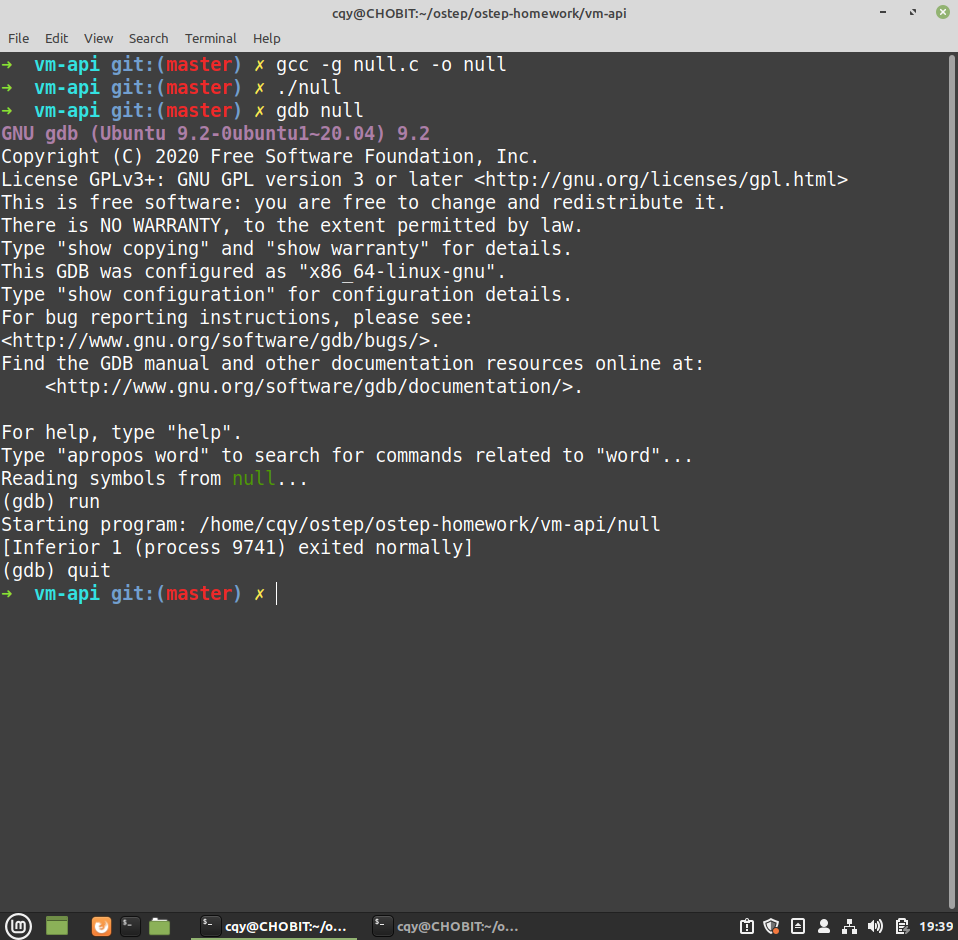 cqy@CHOBIT:~/ostep/ostep-homework/vm-api
File Edit View Search Terminal Help
➜  vm-api git:(master) ✗ gcc -g null.c -o null
➜  vm-api git:(master) ✗ ./null
➜  vm-api git:(master) ✗ gdb null
GNU gdb (Ubuntu 9.2-0ubuntu1~20.04) 9.2
Copyright (C) 2020 Free Software Foundation, Inc.
License GPLv3+: GNU GPL version 3 or later <http://gnu.org/licenses/gpl.html>
This is free software: you are free to change and redistribute it.
There is NO WARRANTY, to the extent permitted by law.
Type "show copying" and "show warranty" for details.
This GDB was configured as "x86_64-linux-gnu".
Type "show configuration" for configuration details.
For bug reporting instructions, please see:
<http://www.gnu.org/software/gdb/bugs/>.
Find the GDB manual and other documentation resources online at:
    <http://www.gnu.org/software/gdb/documentation/>.
For help, type "help".
Type "apropos word" to search for commands related to "word"...
Reading symbols from null...
(gdb) run
Starting program: /home/cqy/ostep/ostep-homework/vm-api/null
[Inferior 1 (process 9741) exited normally]
(gdb) quit
➜  vm-api git:(master) ✗
cqy@CHOBIT:~/o... cqy@CHOBIT:~/o... 19:39